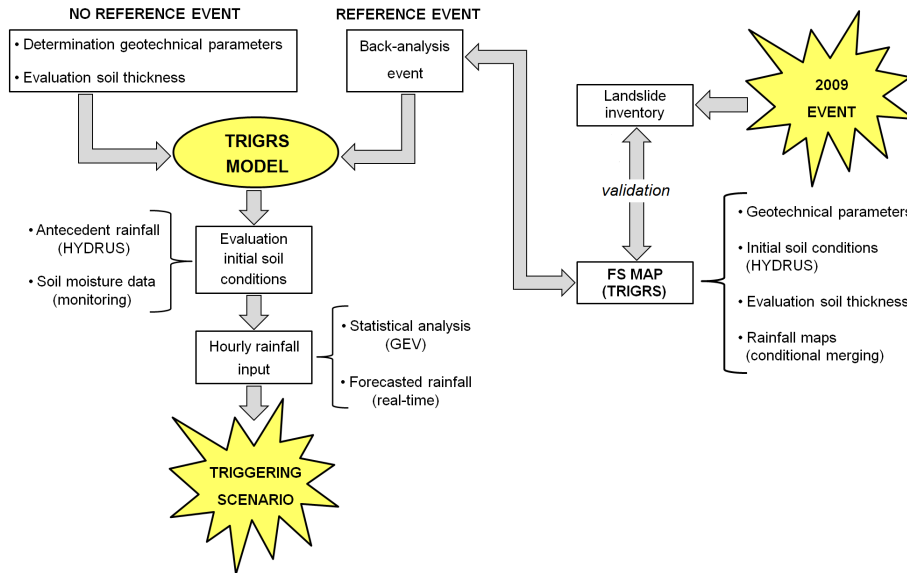 NO REFERENCE EVENT
• Determination geotechnical parameters
• Evaluation soil thickness
REFERENCE EVENT
Back-analysis
event
TRIGRS
MODEL
• Antecedent rainfall
(HYDRUS)
• Soil moisture data
(monitoring)
Evaluation
initial soil
conditions
Hourly rainfall
input
• Statistical analysis
(GEV)
• Forecasted rainfall
(real-time)
TRIGGERING
SCENARIO
2009
EVENT
Landslide
inventory
validation
FS MAP
(TRIGRS)
• Geotechnical parameters
• Initial soil conditions
(HYDRUS)
• Evaluation soil thickness
• Rainfall maps
(conditional merging)